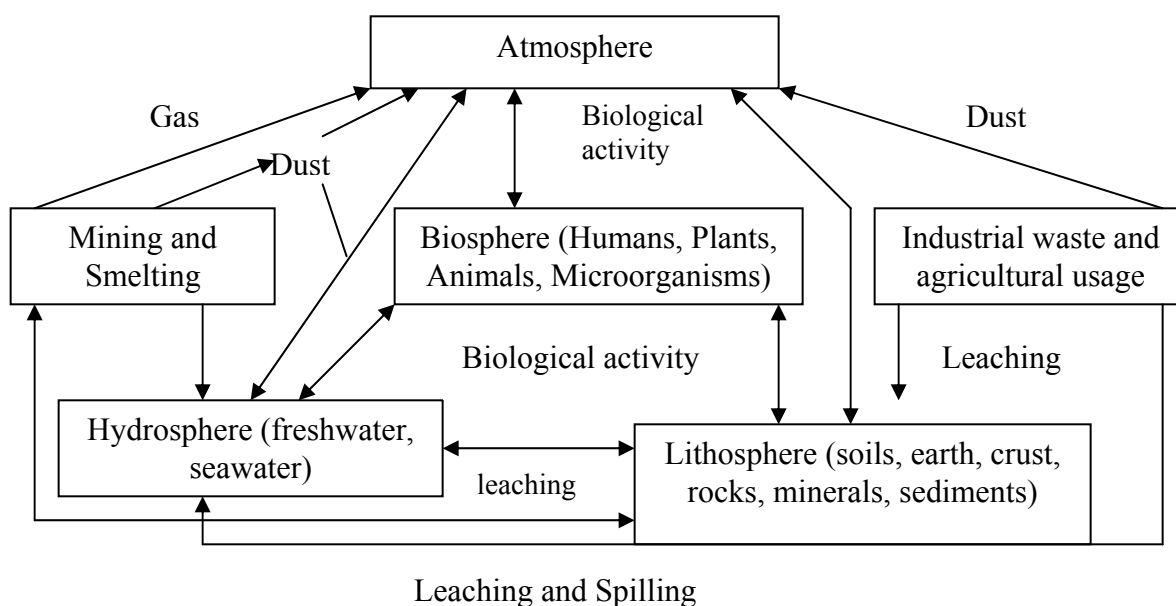 Atmosphere
Gas
Biological
activity
Dust
Dust
Mining and
Smelting
Biosphere (Humans, Plants,
Animals, Microorganisms)
Industrial waste and
agricultural usage
Biological activity
Leaching
Hydrosphere (freshwater,
seawater)
Lithosphere (soils, earth, crust,
rocks, minerals, sediments)
leaching
Leaching and Spilling